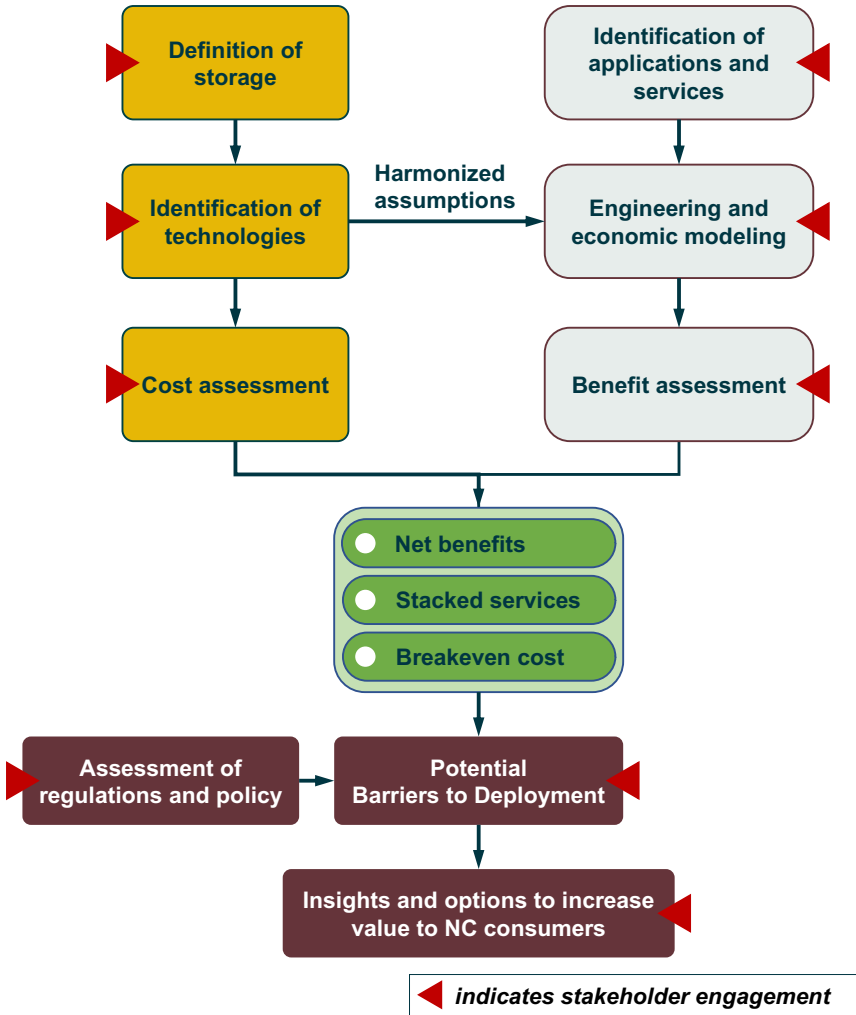 Definition of
storage
Identification of
applications and
services
Harmonized
assumptions
Identification of
technologies
Engineering and
economic modeling
Cost assessment
Benefit assessment
Net benefits
Stacked services
Breakeven cost
Assessment of
regulations and policy
Potential
Barriers to Deployment
Insights and options to increase
value to NC consumers
indicates stakeholder engagement